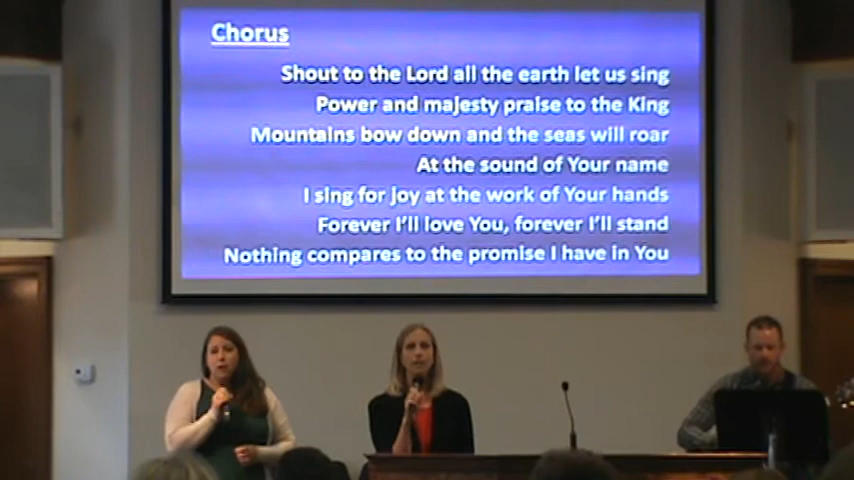 Chorus
Shout to the Lord all the earth let us sing
Power and majesty praise to the King
Mountains bow down and the seas will roar
At the sound of Your name
I sing for joy at the work of Your hands
Forever I'll love You, forever I'll stand
Nothing compares to the promise I have in You